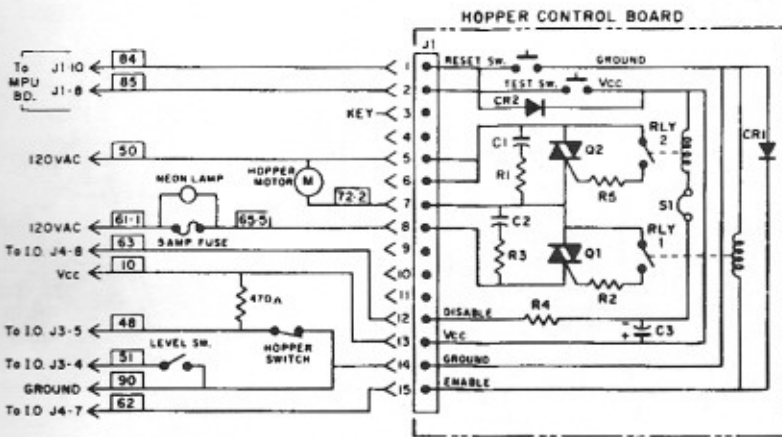 HOPPER CONTROL BOARD
J1
To
MPU
BD.
J1-10
84
1
RESET SW.
GROUND
J1-8
85
2
TEST SW.
Vcc
CR2
KEY
3
4
C1
Q2
RLY
2
CR1
120VAC
50
HOPPER
MOTOR
M
5
NEON LAMP
6
R1
R5
72-2
7
S1
120VAC
61-1
65-5
8
C2
5AMP FUSE
To I.O. J4-8
63
9
R3
Q1
RLY
1
Vcc
10
10
R2
470Ω
11
12
DISABLE
R4
To I.O. J3-5
48
HOPPER
SWITCH
13
Vcc
-
+
C3
LEVEL SW.
To I.O. J3-4
51
14
GROUND
GROUND
90
15
ENABLE
To I.O J4-7
62